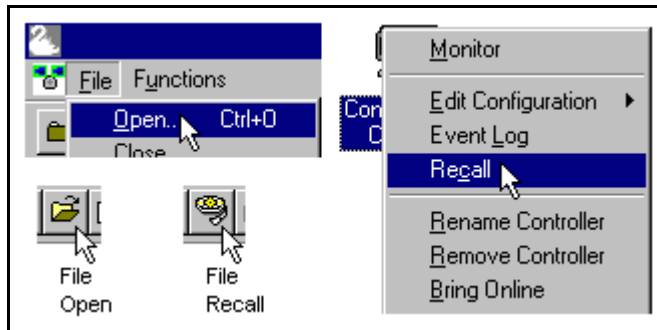 File Functions
Open... Ctrl+O
Close
Con
C
Monitor
Edit Configuration
Event Log
Recall
Rename Controller
Remove Controller
Bring Online
File
Open
File
Recall